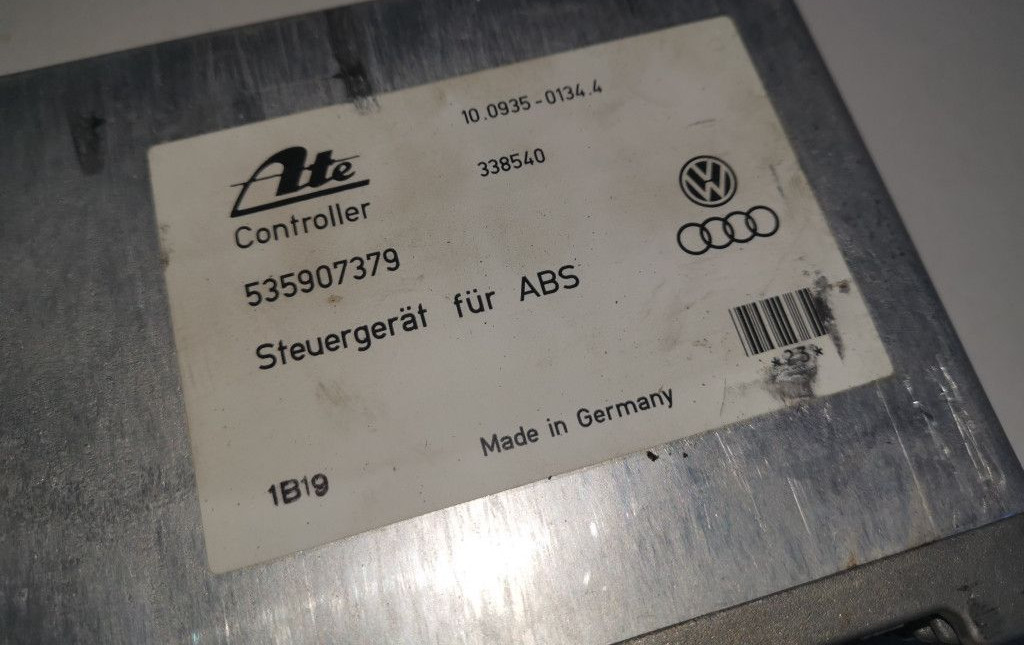 10.0935-0134.4
Ate
338540
Controller
535907379
Steuergerät für ABS
*23*
Made in Germany
1B19